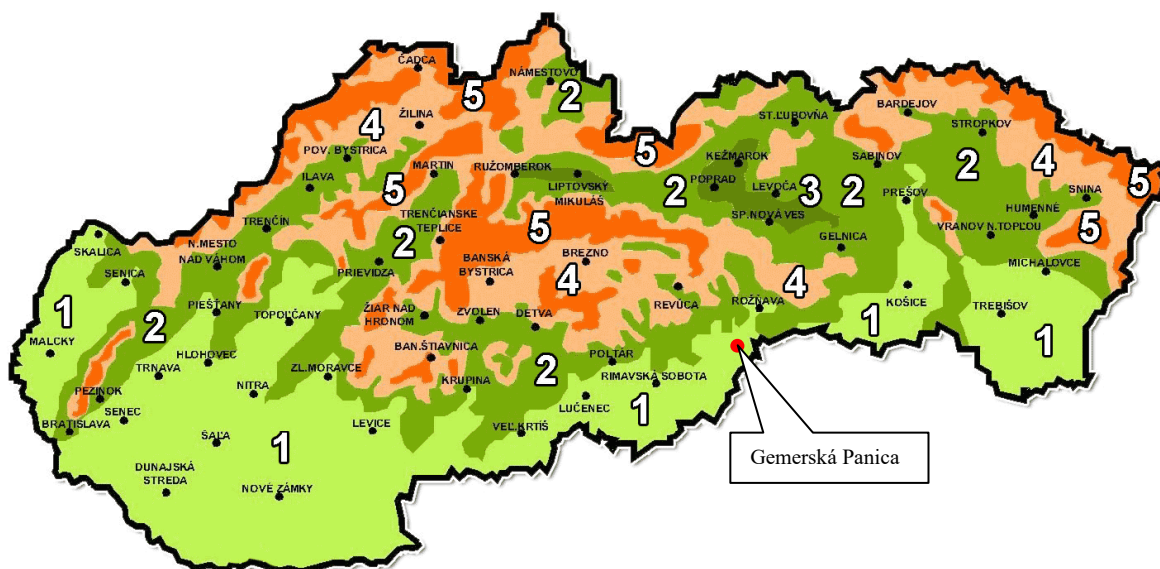 ČADCA
NÁMESTOVO
5
2
4
ŽILINA
POV. BYSTRICA
ILAVA
MARTIN
RUŽOMBEROK
LIPTOVSKÝ
MIKULÁŠ
5
5
2
TRENČÍN
TRENČIANSKE
TEPLICE
2
5
ST.ĽUBOVŇA
KEŽMAROK
POPRAD
LEVOČA
3
2
SP.NOVÁ VES
GELNICA
BARDEJOV
STROPKOV
SABINOV
2
4
PREŠOV
SNINA
5
HUMENNÉ
5
VRANOV N.TOPĽOU
MICHALOVCE
SKALICA
N.MESTO
NAD VÁHOM
SENICA
PRIEVIDZA
BANSKÁ
BYSTRICA
BREZNO
4
REVÚCA
4
ROŽŇAVA
KOŠICE
1
TREBIŠOV
1
1
MALCKY
2
PIEŠŤANY
TOPOĽČANY
ŽIAR NAD
HRONOM
ZVOLEN
DETVA
HLOHOVEC
TRNAVA
ZL.MORAVCE
BAN.ŠTIAVNICA
2
POLTÁR
RIMAVSKÁ SOBOTA
PEZINOK
NITRA
KRUPINA
LUČENEC
1
SENEC
BRATISLAVA
ŠAĽA
1
LEVICE
VEĽ.KRTÍŠ
DUNAJSKÁ
STREDA
NOVÉ ZÁMKY
Gemerská Panica